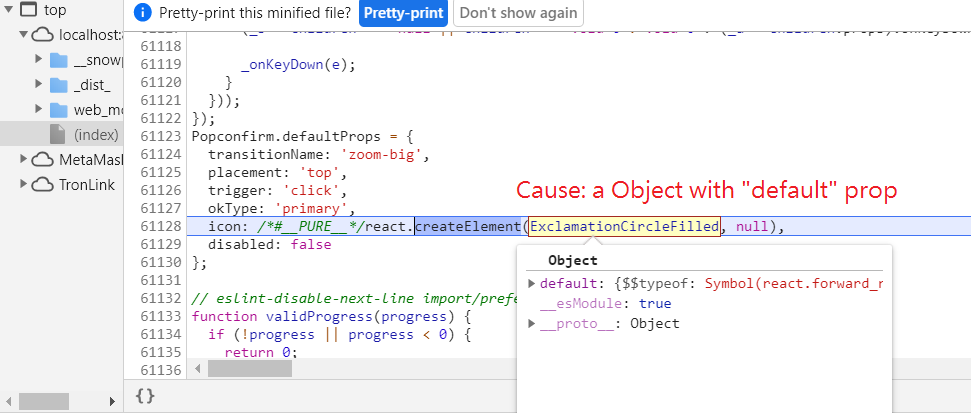 top
localhost:
__snowp
_dist_
web_mo
(index)
MetaMask
TronLink
Pretty-print this minified file?
Pretty-print
Don't show again
61118
61119 _onKeyDown(e);
61120 }
61121 }));
61122 });
61123 Popconfirm.defaultProps = {
61124 transitionName: 'zoom-big',
61125 placement: 'top',
61126 trigger: 'click',
61127 okType: 'primary',
Cause: a Object with "default" prop
61128 icon: /*#__PURE__*/react.createElement(ExclamationCircleFilled, null),
61129 disabled: false
61130 };
61131
61132 // eslint-disable-next-line import/prefe
61133 function validProgress(progress) {
61134 if (!progress || progress < 0) {
61135 return 0;
61136
Object
default: {$$typeof: Symbol(react.forward_r
__esModule: true
__proto__: Object
{}